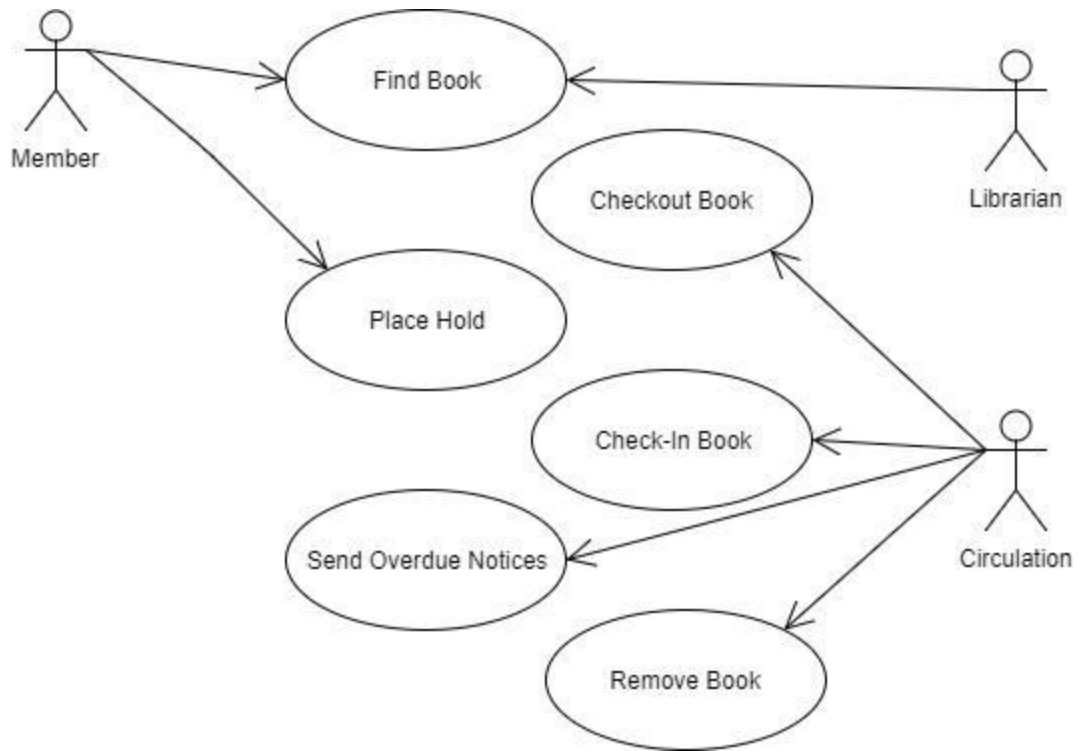 Find Book
Member
Checkout Book
Librarian
Place Hold
Check-In Book
Send Overdue Notices
Circulation
Remove Book